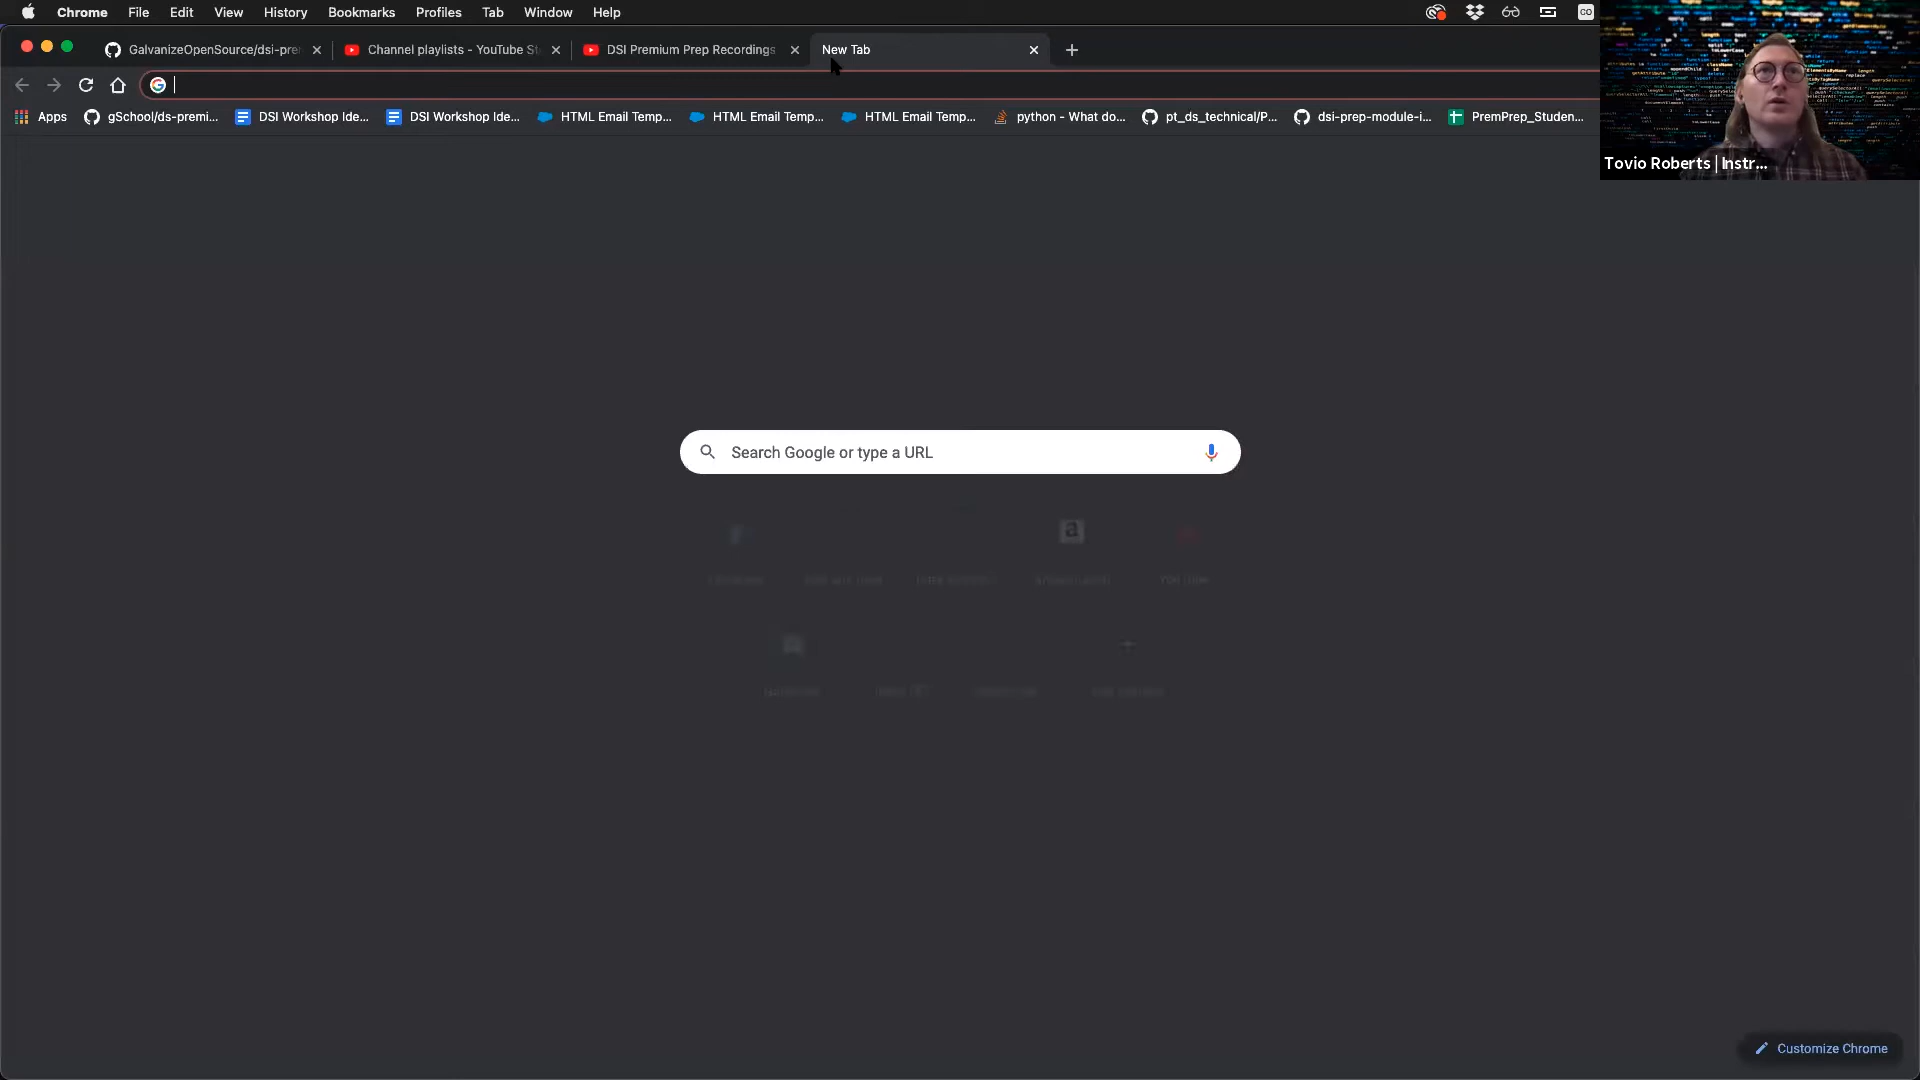 Chrome File Edit View History Bookmarks Profiles Tab Window Help
GalvanizeOpenSource/dsi-pre
Channel playlists - YouTube St
DSI Premium Prep Recordings
New Tab
Apps
gSchool/ds-premi...
DSI Workshop Ide...
DSI Workshop Ide...
HTML Email Temp...
HTML Email Temp...
HTML Email Temp...
python - What do...
pt_ds_technical/P...
dsi-prep-module-i...
PremPrep_Studen...
Tovio Roberts | Instr...
Search Google or type a URL
Customize Chrome